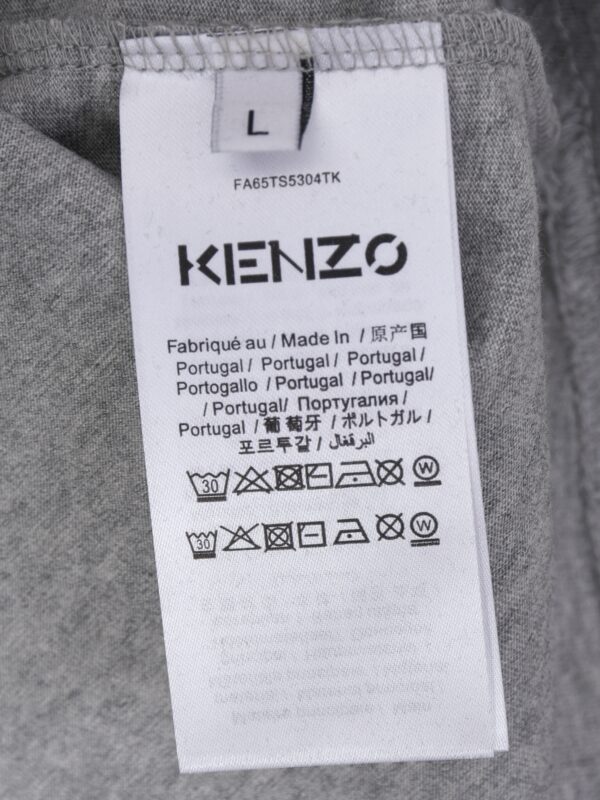 L
FA65TS5304TK
KENZO
Fabriqué au / Made In / 原产国
Portugal / Portugal / Portugal /
Portogallo / Portugal / Portugal/
/ Portugal/ Португалия /
Portugal / 葡萄牙 / ポルトガル /
포르투갈 / البرتغال
30 W
30 W